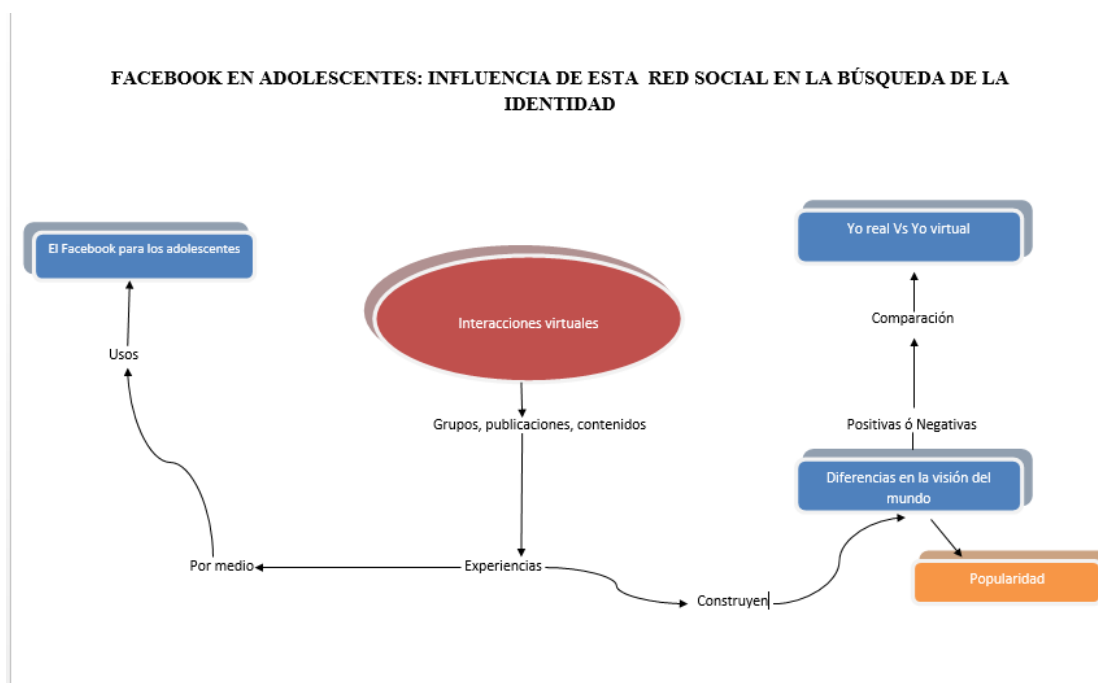 FACEBOOK EN ADOLESCENTES: INFLUENCIA DE ESTA RED SOCIAL EN LA BÚSQUEDA DE LA
IDENTIDAD
El Facebook para los adolescentes
Yo real Vs Yo virtual
Interacciones virtuales
Comparación
Usos
Grupos, publicaciones, contenidos
Positivas ó Negativas
Diferencias en la visión del
mundo
Por medio
Experiencias
Popularidad
Construyen